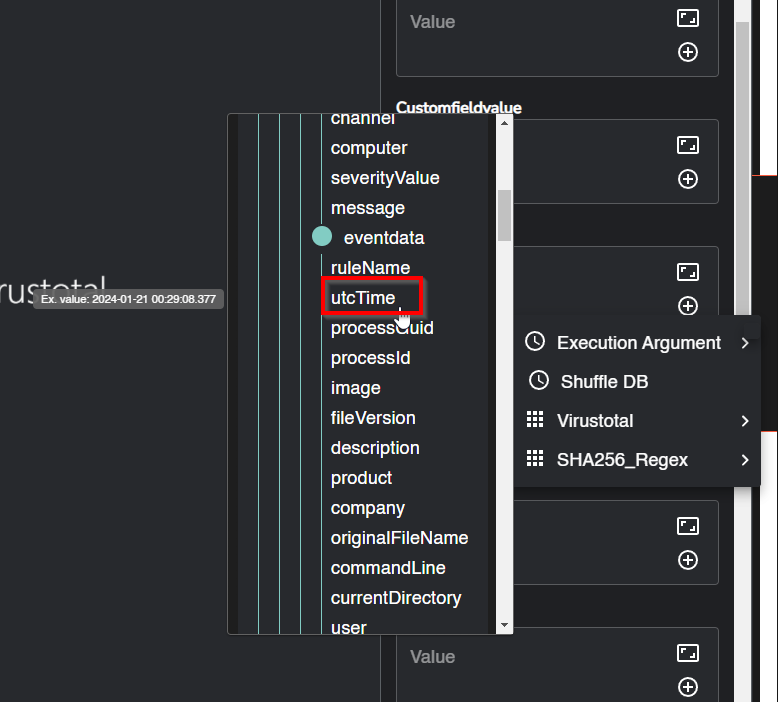 Value
Customfieldvalue
channel
computer
severityValue
message
eventdata
ruleName
rustotal
Ex. value: 2024-01-21 00:29:08.377
utcTime
processGuid
processId
image
fileVersion
description
product
company
originalFileName
commandLine
currentDirectory
user
Execution Argument
Shuffle DB
Virustotal
SHA256_Regex
Value